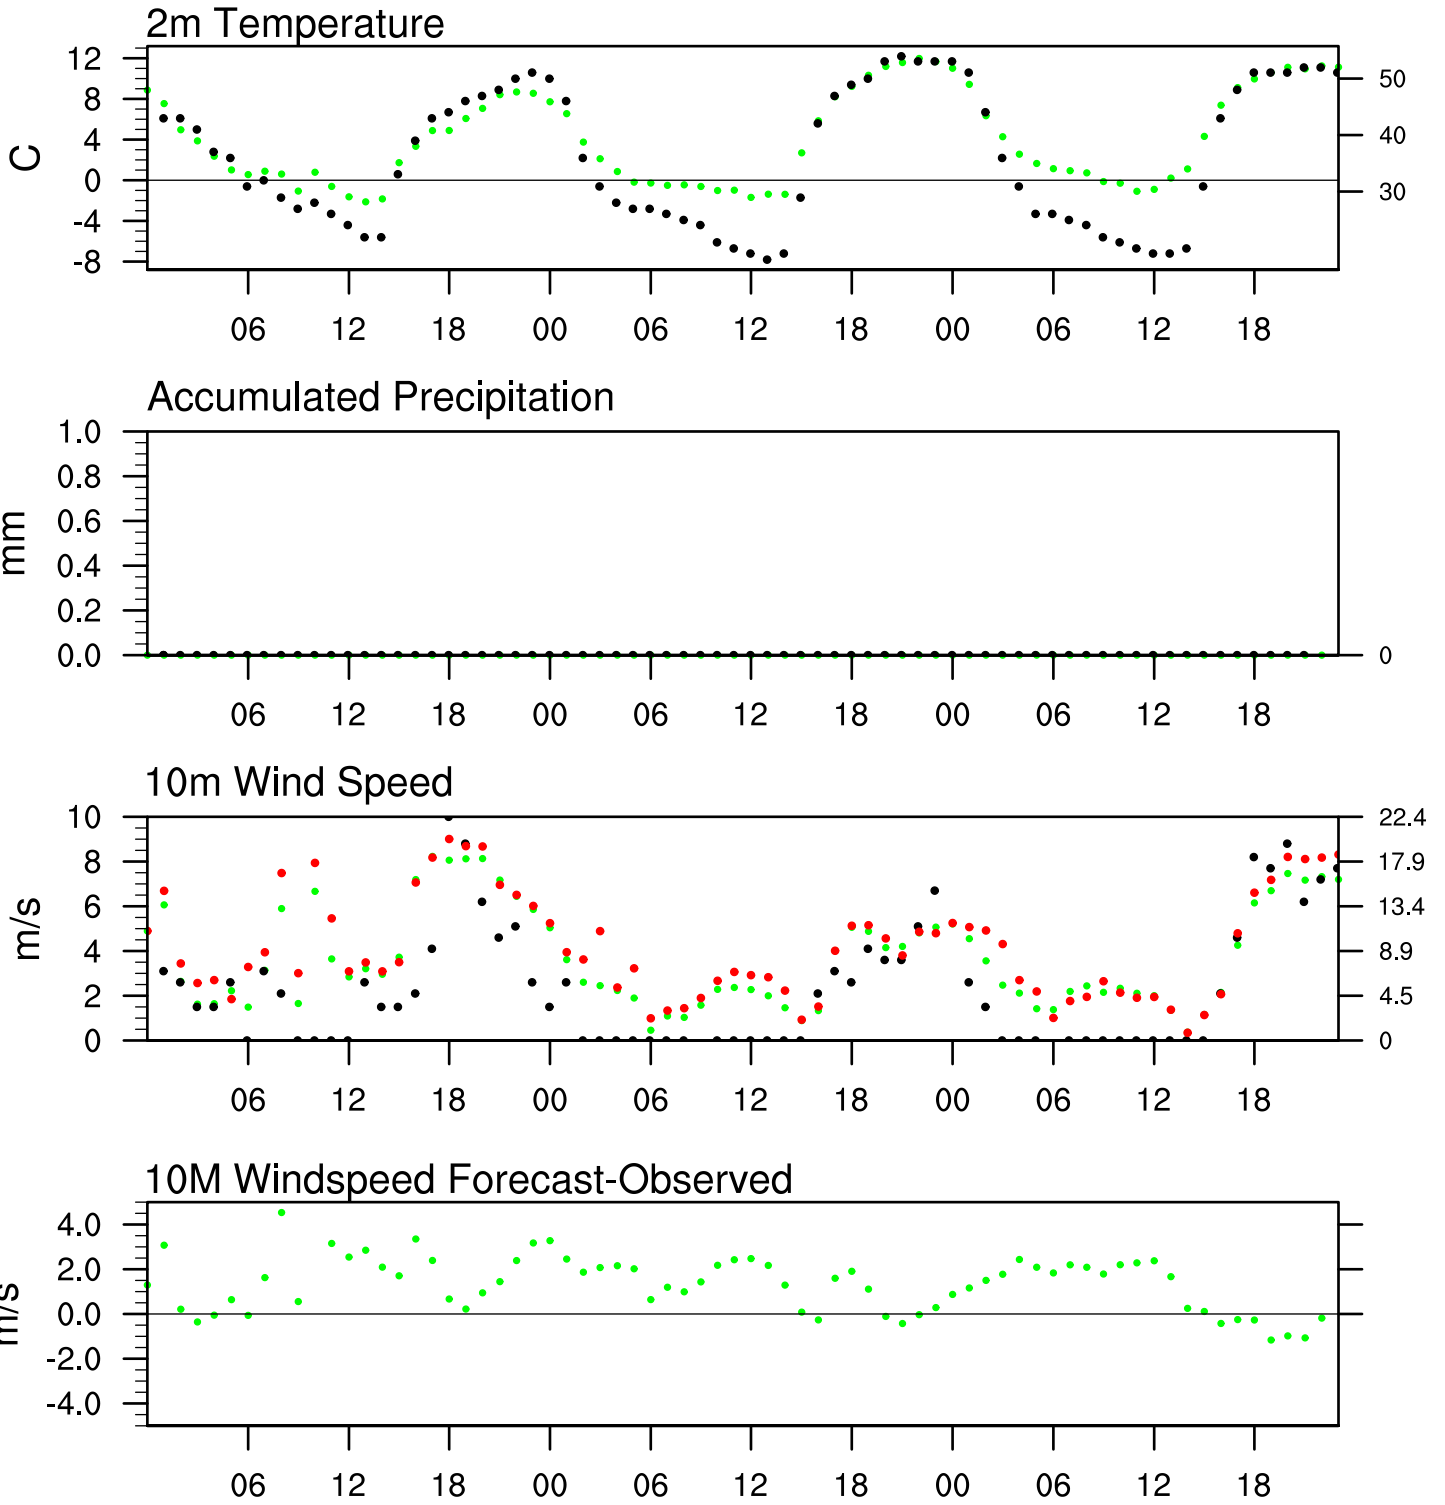 2m Temperature
12
8
4
0
-4
-8
C
50
40
30
06 12 18 00 06 12 18 00 06 12 18
Accumulated Precipitation
1.0
0.8
0.6
0.4
0.2
0.0
mm
0
06 12 18 00 06 12 18 00 06 12 18
10m Wind Speed
10
8
6
4
2
0
m/s
22.4
17.9
13.4
8.9
4.5
0
06 12 18 00 06 12 18 00 06 12 18
10M Windspeed Forecast-Observed
4.0
2.0
0.0
-2.0
-4.0
m/s
06 12 18 00 06 12 18 00 06 12 18